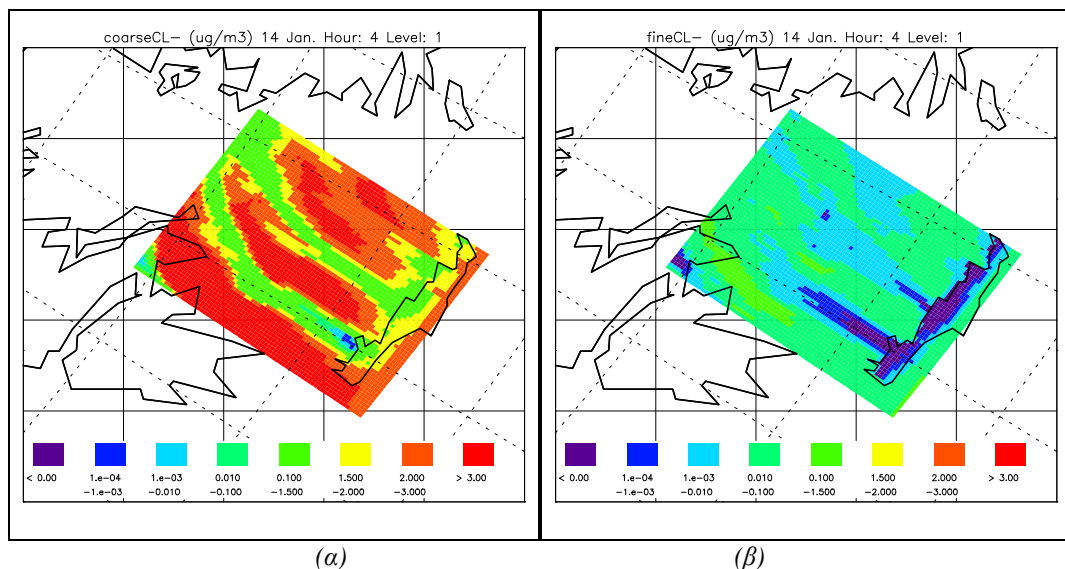 coarseCL− (ug/m3) 14 Jan. Hour: 4 Level: 1
< 0.00 1.e−04 1.e−03 0.010 0.100 1.500 2.000 > 3.00
−1.e−03 −0.010 −0.100 −1.500 −2.000 −3.000
fineCL− (ug/m3) 14 Jan. Hour: 4 Level: 1
< 0.00 1.e−04 1.e−03 0.010 0.100 1.500 2.000 > 3.00
−1.e−03 −0.010 −0.100 −1.500 −2.000 −3.000
(α)
(β)